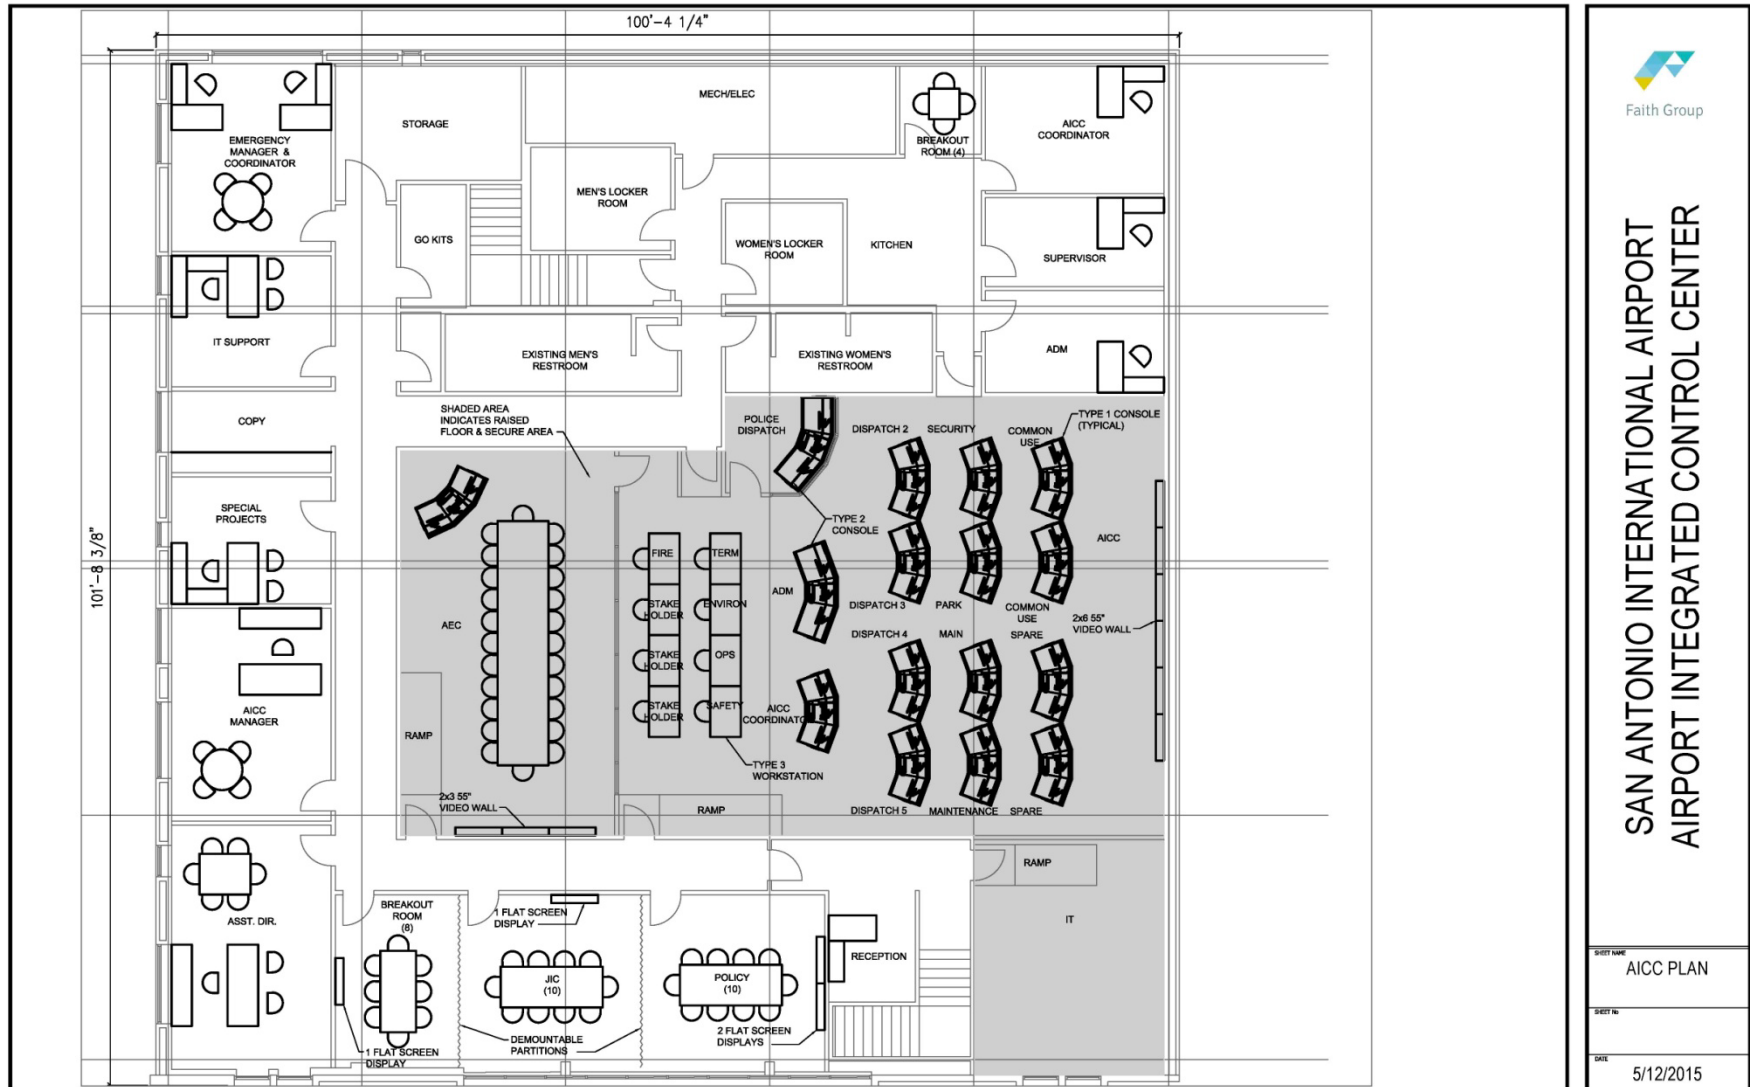 100'-4 1/4"
101'-8 3/8"
EMERGENCY
MANAGER &
COORDINATOR
STORAGE
MECH/ELEC
BREAKOUT
ROOM (4)
AICC
COORDINATOR
MEN'S LOCKER
ROOM
GO KITS
WOMEN'S LOCKER
ROOM
KITCHEN
SUPERVISOR
IT SUPPORT
EXISTING MEN'S
RESTROOM
EXISTING WOMEN'S
RESTROOM
ADM
COPY
SHADED AREA
INDICATES RAISED
FLOOR & SECURE AREA
POLICE
DISPATCH
DISPATCH 2
SECURITY
COMMON
USE
TYPE 1 CONSOLE
(TYPICAL)
SPECIAL
PROJECTS
TYPE 2
CONSOLE
FIRE
TERM
AICC
STAKE
HOLDER
ENVIRON
ADM
DISPATCH 3
PARK
COMMON
USE
2x6 55"
VIDEO WALL
AEC
DISPATCH 4
MAIN
SPARE
STAKE
HOLDER
OPS
STAKE
HOLDER
SAFETY
AICC
COORDINATOR
AICC
MANAGER
RAMP
TYPE 3
WORKSTATION
2x3 55"
VIDEO WALL
RAMP
DISPATCH 5
MAINTENANCE
SPARE
RAMP
ASST. DIR.
BREAKOUT
ROOM
(8)
1 FLAT SCREEN
DISPLAY
IT
JIC
(10)
POLICY
(10)
RECEPTION
1 FLAT SCREEN
DISPLAY
DEMOUNTABLE
PARTITIONS
2 FLAT SCREEN
DISPLAYS
Faith Group
SAN ANTONIO INTERNATIONAL AIRPORT
AIRPORT INTEGRATED CONTROL CENTER
SHEET NAME
AICC PLAN
SHEET No
DATE
5/12/2015